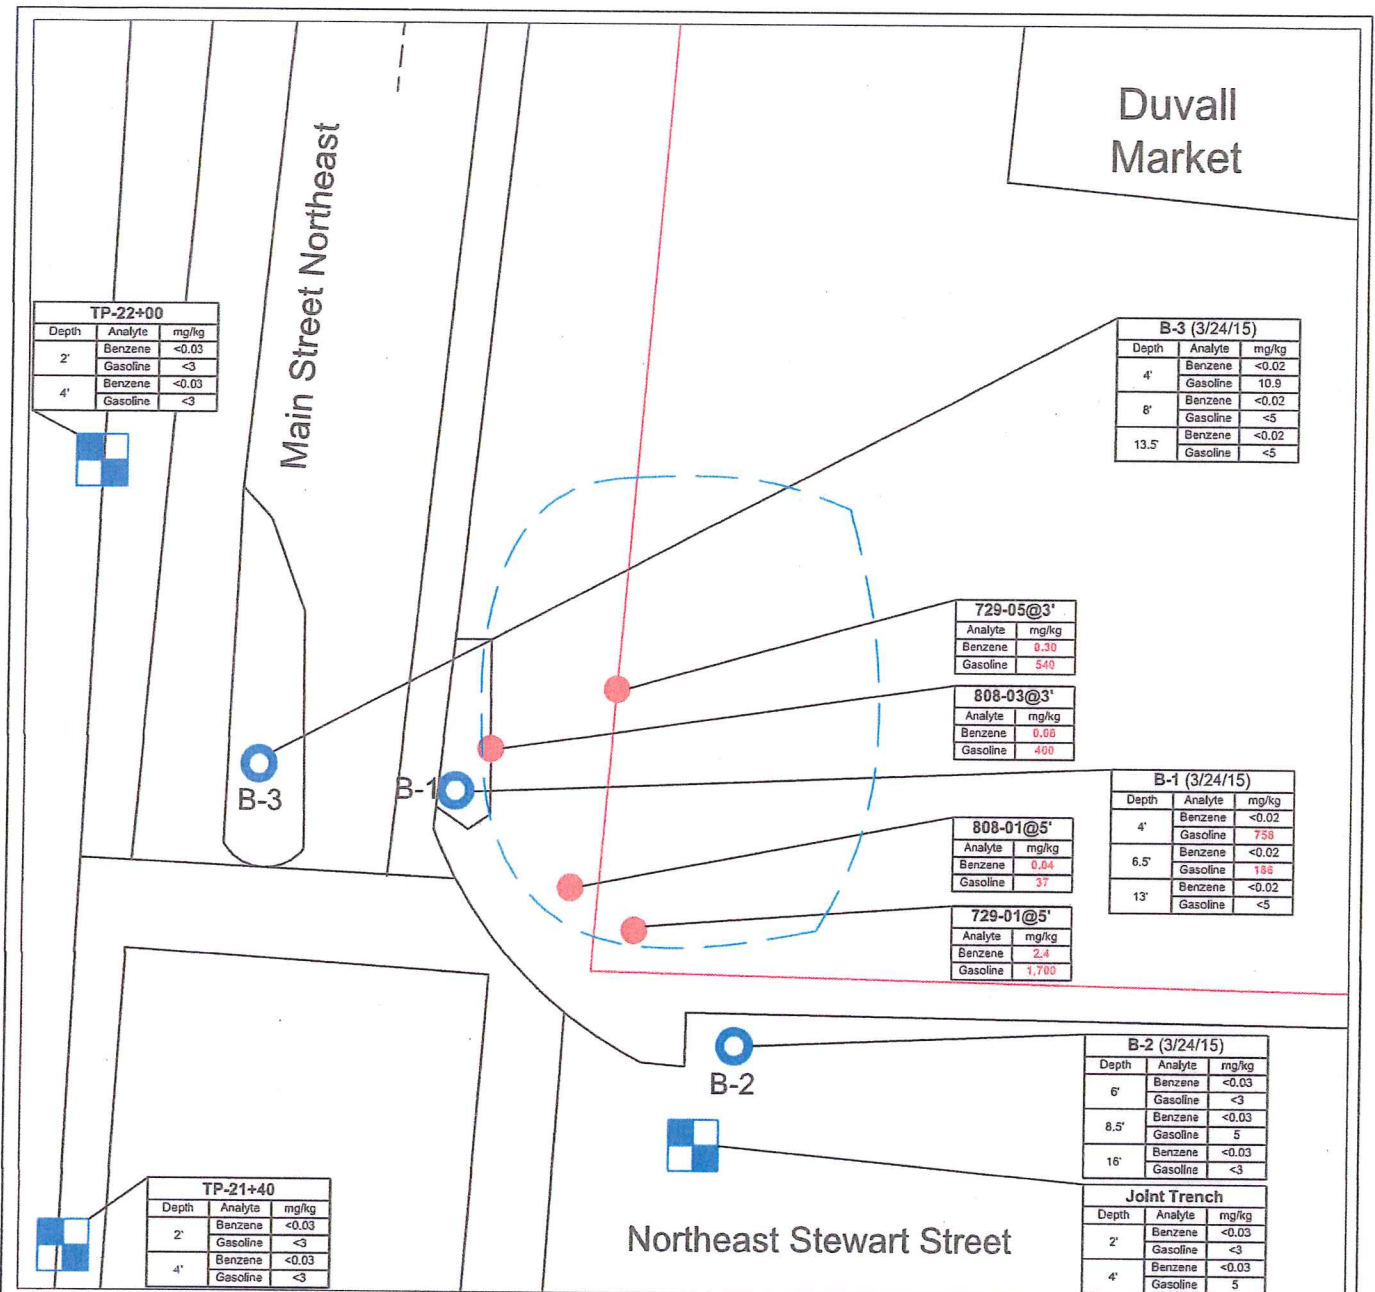 Duvall
Market
Main Street Northeast
TP-22+00
Depth Analyte mg/kg
2' Benzene <0.03
Gasoline <3
4' Benzene <0.03
Gasoline <3
B-3 (3/24/15)
Depth Analyte mg/kg
4' Benzene <0.02
Gasoline 10.9
8' Benzene <0.02
Gasoline <5
13.5' Benzene <0.02
Gasoline <5
729-05@3'
Analyte mg/kg
Benzene 0.30
Gasoline 540
808-03@3'
Analyte mg/kg
Benzene 0.08
Gasoline 400
B-3
B-1
B-1 (3/24/15)
Depth Analyte mg/kg
4' Benzene <0.02
Gasoline 758
6.5' Benzene <0.02
Gasoline 186
13' Benzene <0.02
Gasoline <5
808-01@5'
Analyte mg/kg
Benzene 0.04
Gasoline 37
729-01@5'
Analyte mg/kg
Benzene 2.4
Gasoline 1,700
B-2
B-2 (3/24/15)
Depth Analyte mg/kg
6' Benzene <0.03
Gasoline <3
8.5' Benzene <0.03
Gasoline 5
16' Benzene <0.03
Gasoline <3
TP-21+40
Depth Analyte mg/kg
2' Benzene <0.03
Gasoline <3
4' Benzene <0.03
Gasoline <3
Northeast Stewart Street
Joint Trench
Depth Analyte mg/kg
2' Benzene <0.03
Gasoline <3
4' Benzene <0.03
Gasoline 5